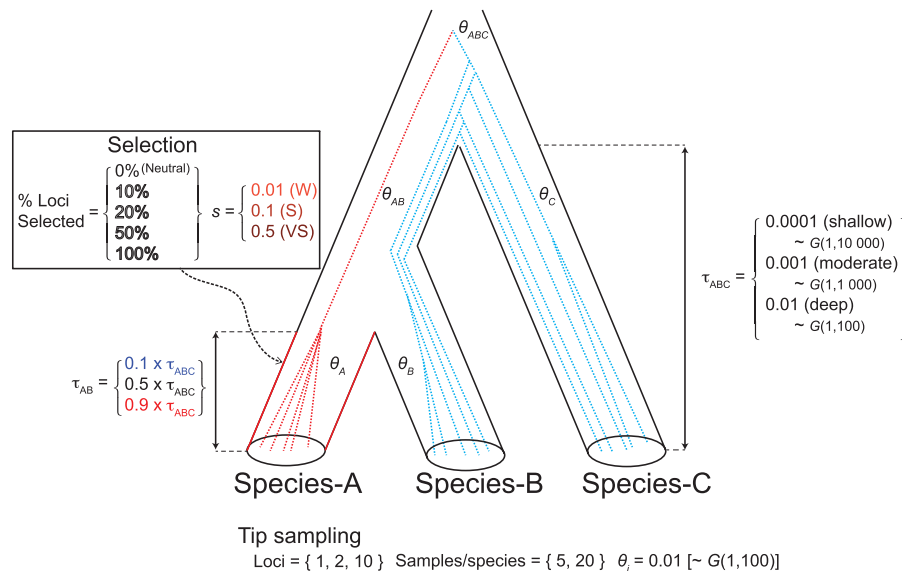 θABC
Selection
% Loci
Selected =
0% (Neutral)
10%
20%
50%
100%
s =
0.01 (W)
0.1 (S)
0.5 (VS)
θAB
θC
τABC =
0.0001 (shallow)
~ G(1,10 000)
0.001 (moderate)
~ G(1,1 000)
0.01 (deep)
~ G(1,100)
τAB =
0.1 x τABC
0.5 x τABC
0.9 x τABC
θA
θB
Species-A
Species-B
Species-C
Tip sampling
Loci = { 1, 2, 10 } Samples/species = { 5, 20 } θi = 0.01 [~ G(1,100)]